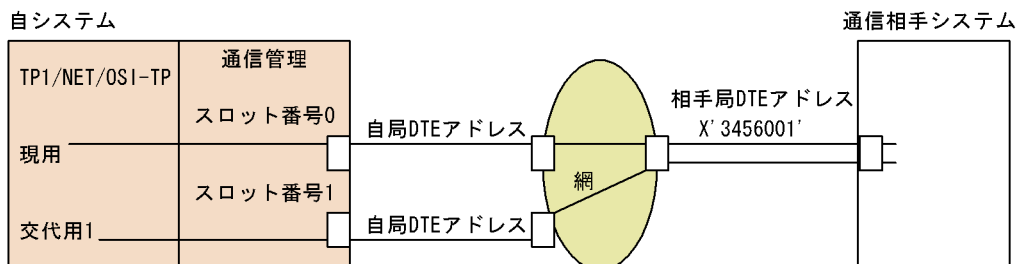 自システム
通信相手システム
TP1/NET/OSI-TP
通信管理
スロット番号0
現用
自局DTEアドレス
相手局DTEアドレス
X'3456001'
網
スロット番号1
交代用1
自局DTEアドレス